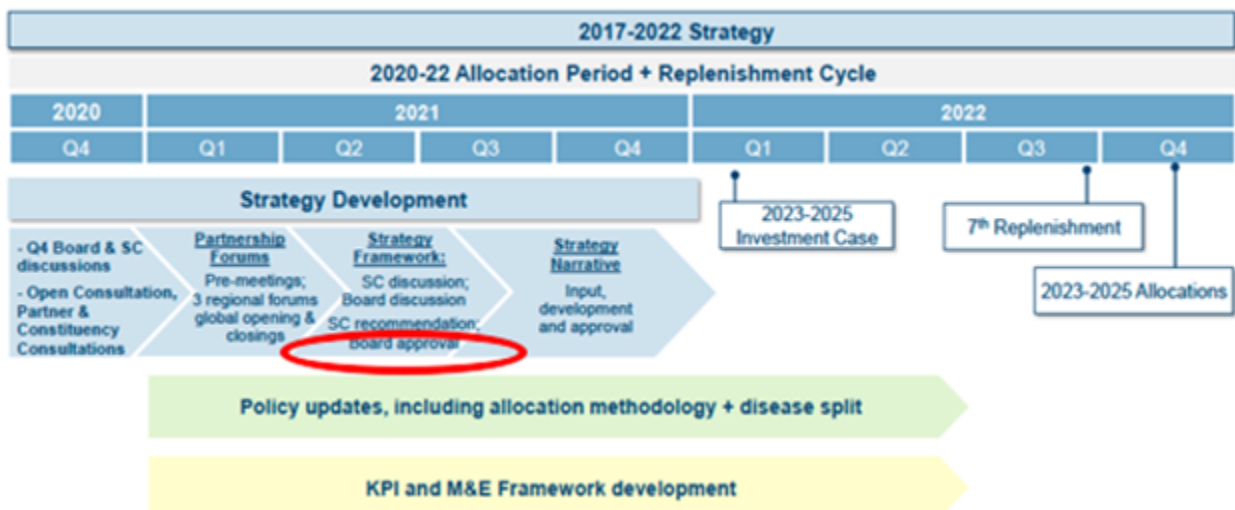 2017-2022 Strategy
2020-22 Allocation Period + Replenishment Cycle
2020
2021
2022
Q4
Q1
Q2
Q3
Q4
Q1
Q2
Q3
Q4
Strategy Development
- Q4 Board & SC
discussions
- Open Consultation,
Partner &
Constituency
Consultations
Partnership
Forums
Pre-meetings;
3 regional forums
global opening &
closings
Strategy
Framework:
SC discussion;
Board discussion
SC recommendation;
Board approval
Strategy
Narrative
Input,
development
and approval
2023-2025
Investment Case
7th Replenishment
2023-2025 Allocations
Policy updates, including allocation methodology + disease split
KPI and M&E Framework development